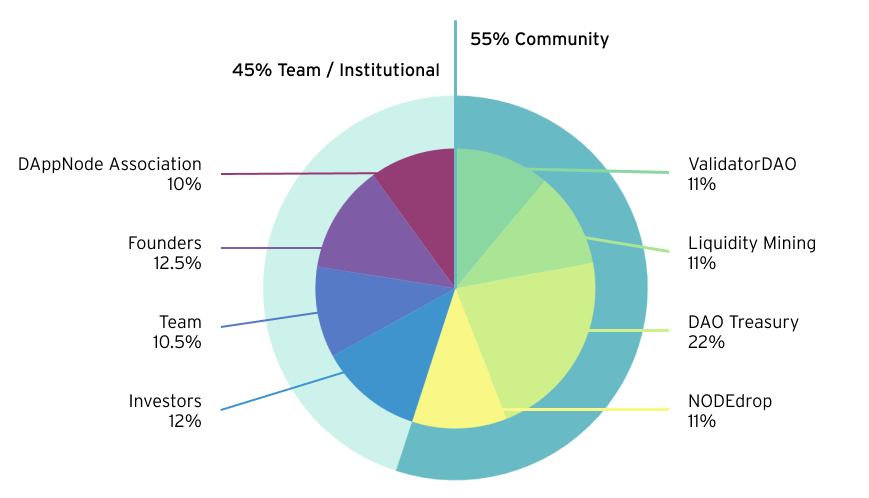 55% Community
45% Team / Institutional
DAppNode Association
10%
Founders
12.5%
Team
10.5%
Investors
12%
ValidatorDAO
11%
Liquidity Mining
11%
DAO Treasury
22%
NODEdrop
11%